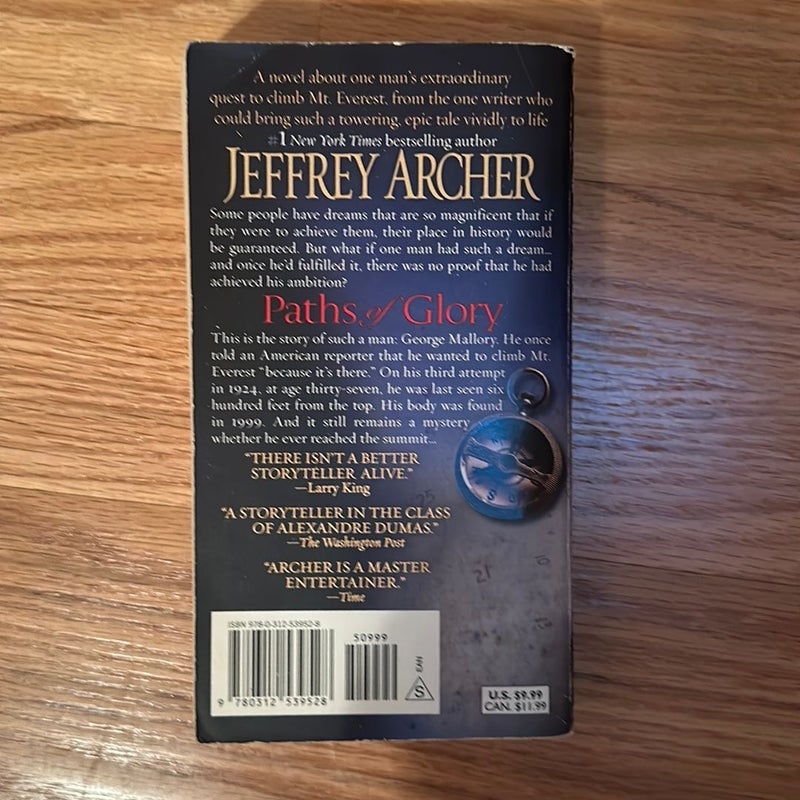 A novel about one man's extraordinary
quest to climb Mt. Everest, from the one writer who
could bring such a towering, epic tale vividly to life
#1 New York Times bestselling author
JEFFREY ARCHER
Some people have dreams that are so magnificent that if
they were to achieve them, their place in history would
be guaranteed. But what if one man had such a dream...
and once he'd fulfilled it, there was no proof that he had
achieved his ambition?
Paths of Glory
This is the story of such a man: George Mallory. He once
told an American reporter that he wanted to climb Mt.
Everest "because it's there." On his third attempt
in 1924, at age thirty-seven, he was last seen six
hundred feet from the top. His body was found
in 1999. And it still remains a mystery
whether he ever reached the summit...
"THERE ISN'T A BETTER
STORYTELLER ALIVE."
—Larry King
"A STORYTELLER IN THE CLASS
OF ALEXANDRE DUMAS."
—The Washington Post
"ARCHER IS A MASTER
ENTERTAINER."
—Time
25
21
ISBN 978-0-312-53952-8
50999
9 780312 539528
EAN
S
U.S. $9.99
CAN. $11.99